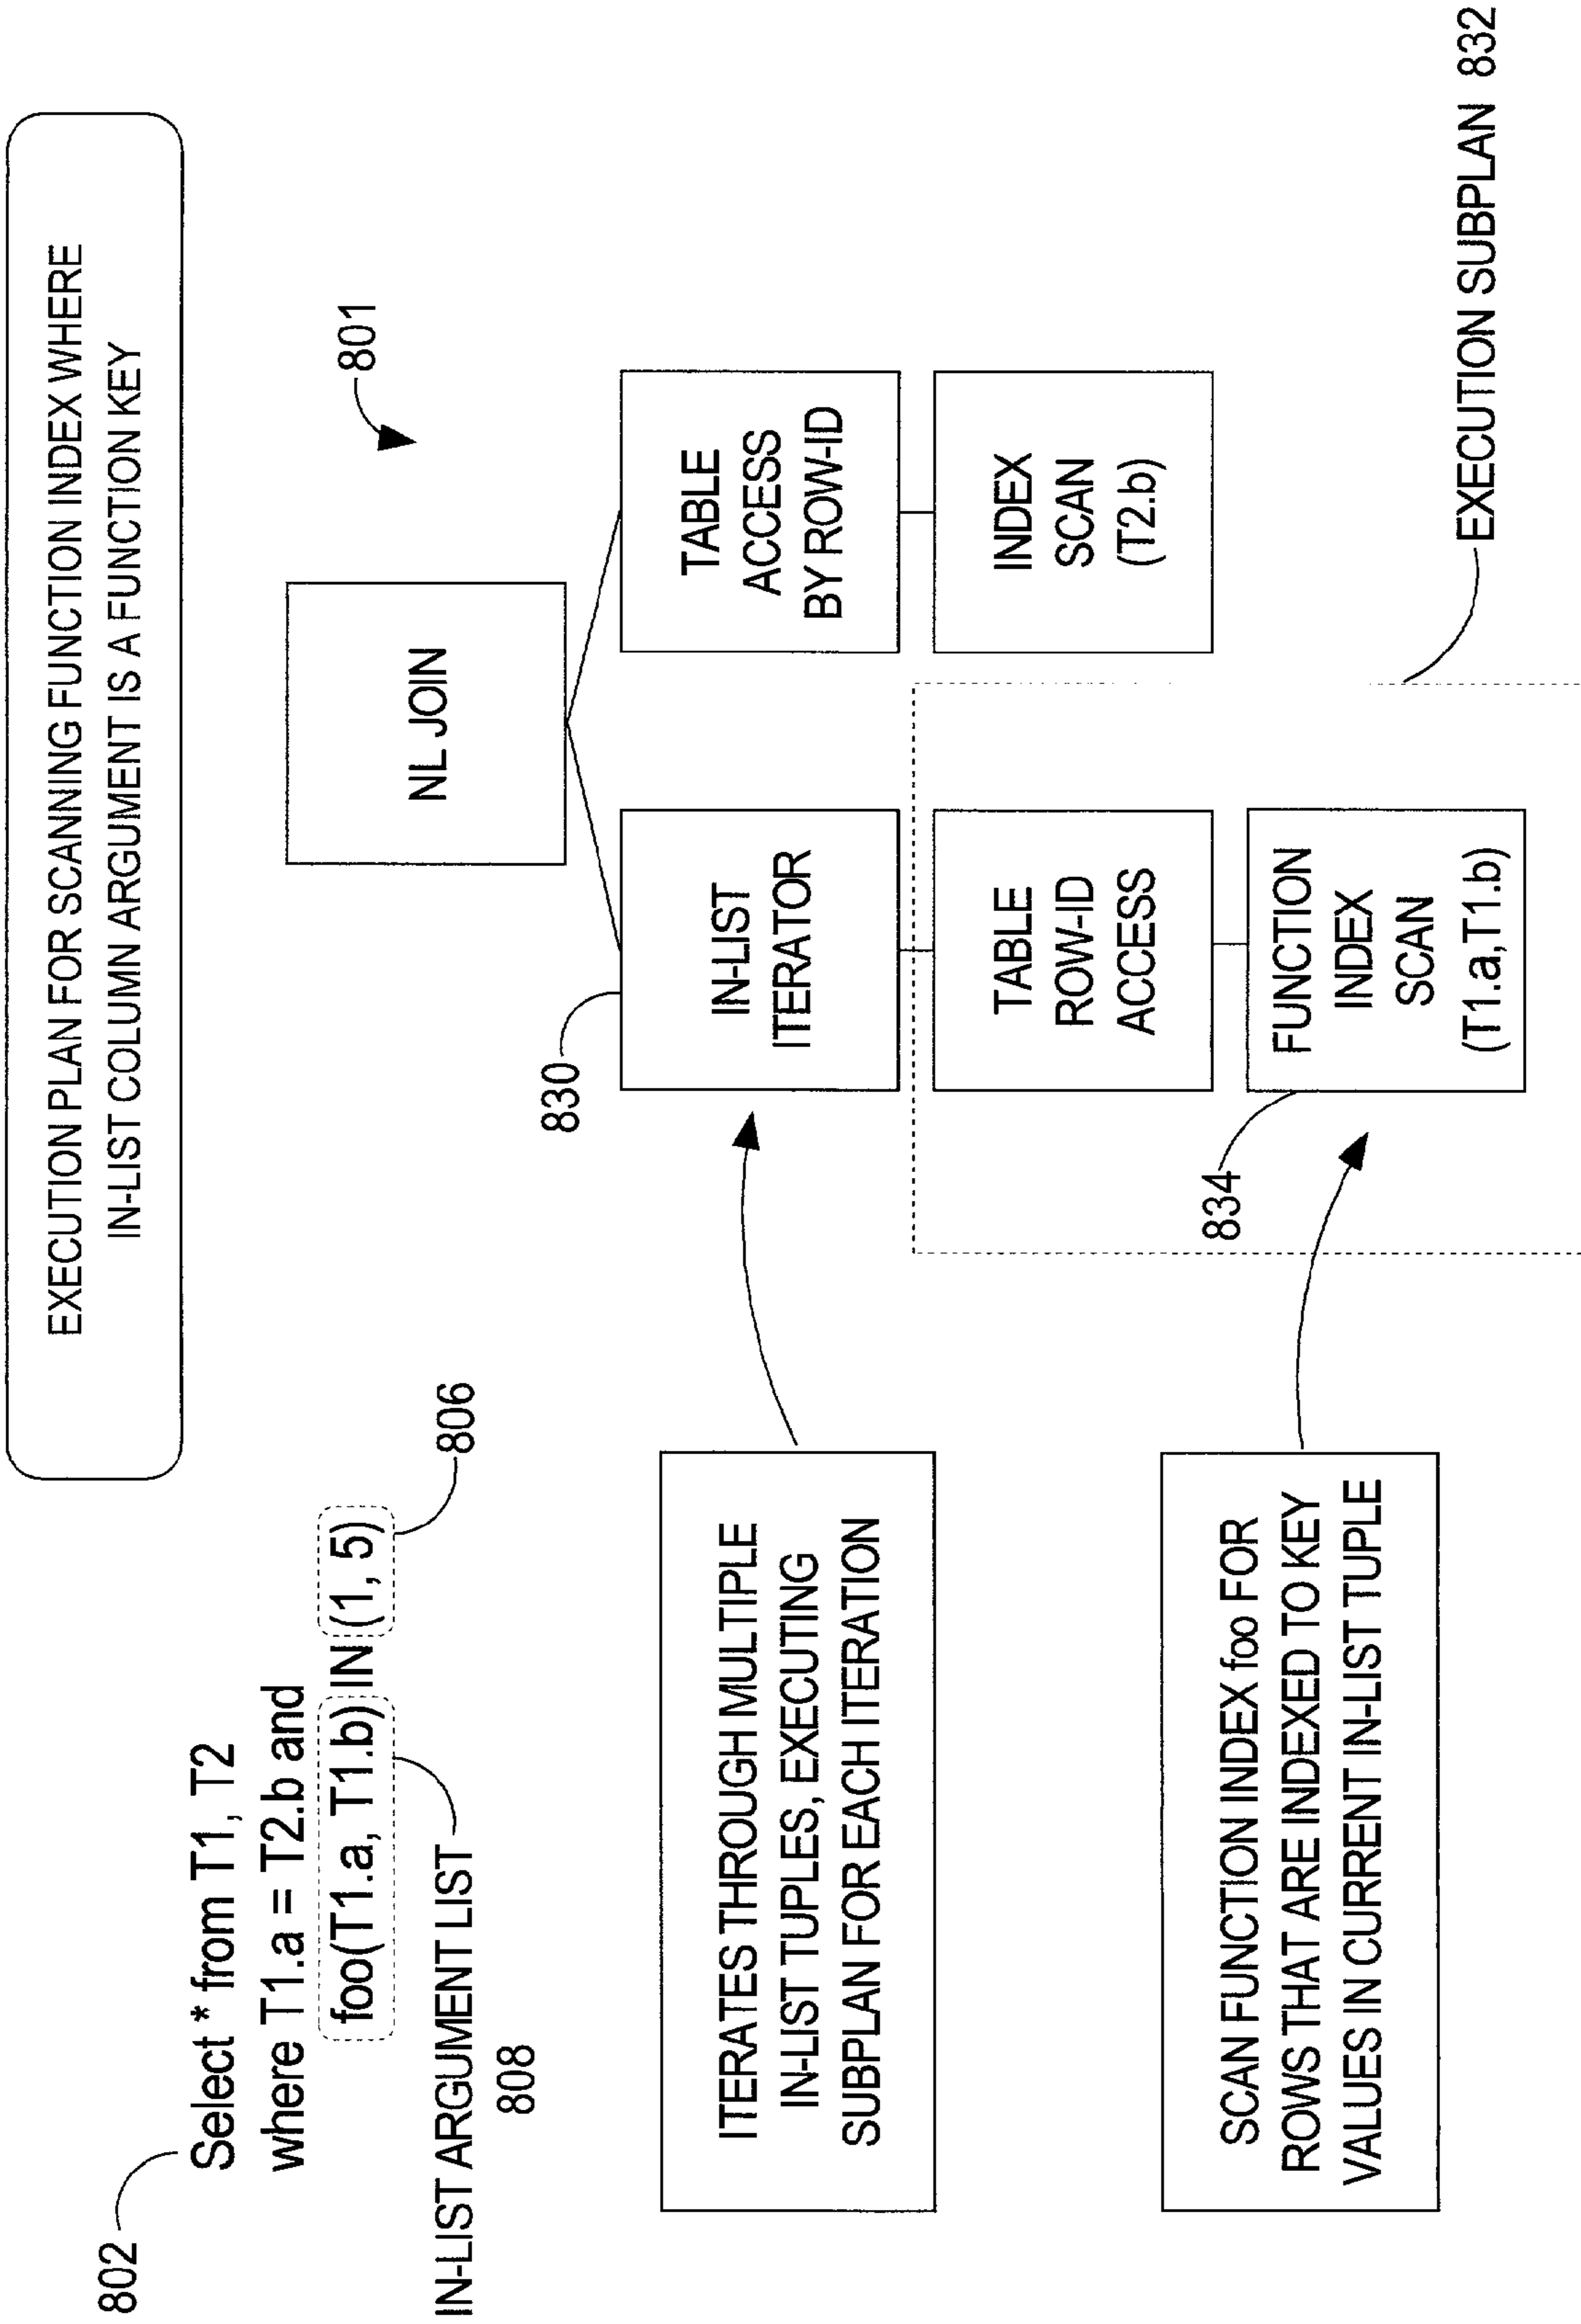 EXECUTION PLAN FOR SCANNING FUNCTION INDEX WHERE
IN-LIST COLUMN ARGUMENT IS A FUNCTION KEY
802
Select * from T1, T2
where T1.a = T2.b and
foo(T1.a, T1.b) IN (1, 5)
806
IN-LIST ARGUMENT LIST
808
801
NL JOIN
830
IN-LIST
ITERATOR
TABLE
ACCESS
BY ROW-ID
ITERATES THROUGH MULTIPLE
IN-LIST TUPLES, EXECUTING
SUBPLAN FOR EACH ITERATION
TABLE
ROW-ID
ACCESS
INDEX
SCAN
(T2.b)
834
FUNCTION
INDEX
SCAN
(T1.a,T1.b)
SCAN FUNCTION INDEX foo FOR
ROWS THAT ARE INDEXED TO KEY
VALUES IN CURRENT IN-LIST TUPLE
EXECUTION SUBPLAN 832